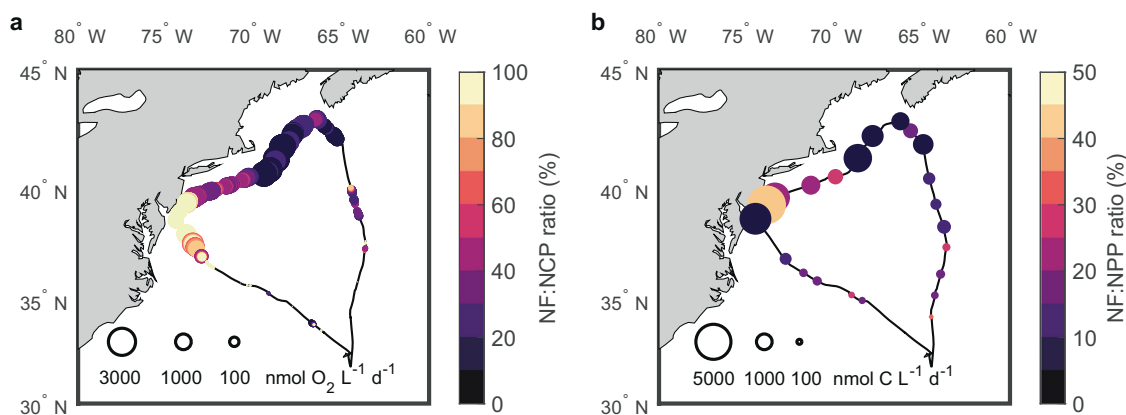 a
80° W 75° W 70° W 65° W 60° W
45° N
40° N
35° N
30° N
3000 1000 100 nmol O₂ L⁻¹ d⁻¹
100
80
60
40
20
0
NF:NCP ratio (%)
b
80° W 75° W 70° W 65° W 60° W
45° N
40° N
35° N
30° N
5000 1000 100 nmol C L⁻¹ d⁻¹
50
40
30
20
10
0
NF:NPP ratio (%)